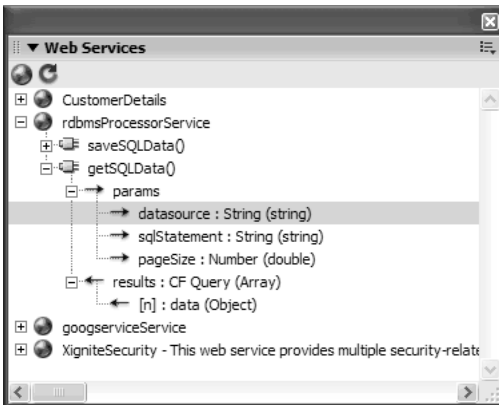 Web Services
CustomerDetails
rdbmsProcessorService
saveSQLData()
getSQLData()
params
datasource : String (string)
sqlStatement : String (string)
pageSize : Number (double)
results : CF Query (Array)
[n] : data (Object)
googserviceService
XigniteSecurity - This web service provides multiple security-relate